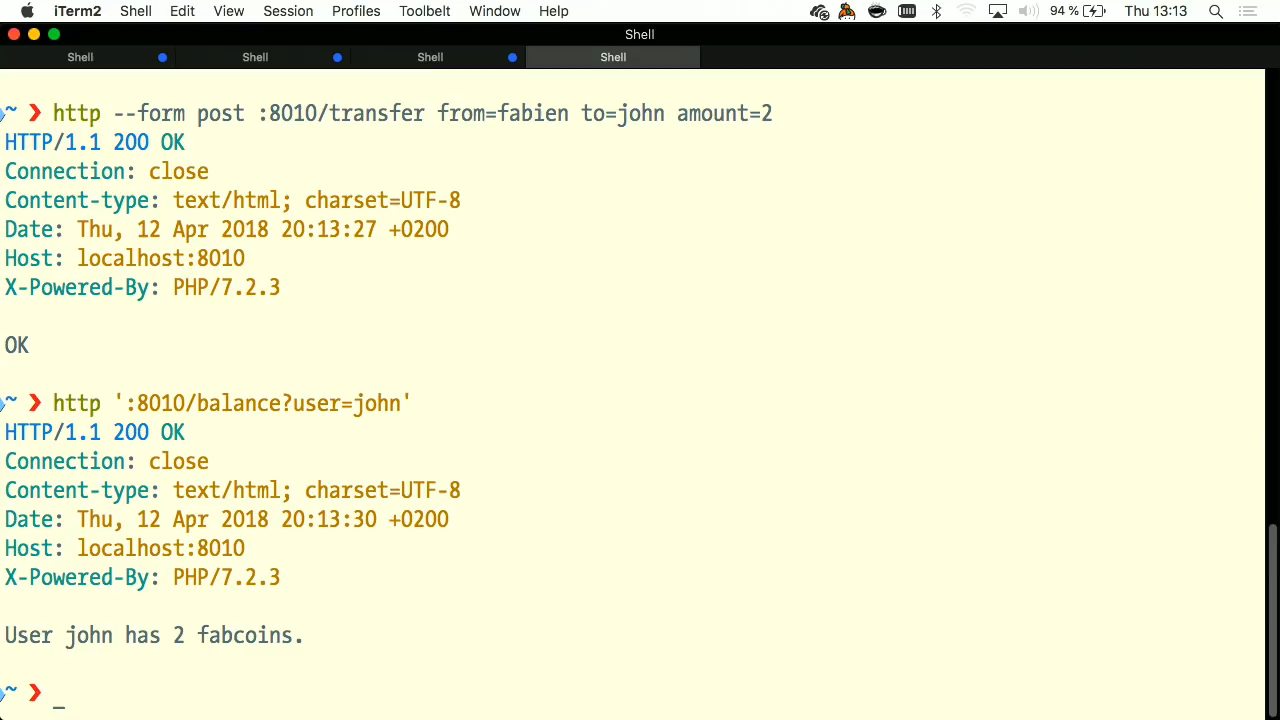 iTerm2 Shell Edit View Session Profiles Toolbelt Window Help 94 % Thu 13:13
Shell
Shell Shell Shell Shell
~ ❯ http --form post :8010/transfer from=fabien to=john amount=2
HTTP/1.1 200 OK
Connection: close
Content-type: text/html; charset=UTF-8
Date: Thu, 12 Apr 2018 20:13:27 +0200
Host: localhost:8010
X-Powered-By: PHP/7.2.3
OK
~ ❯ http ':8010/balance?user=john'
HTTP/1.1 200 OK
Connection: close
Content-type: text/html; charset=UTF-8
Date: Thu, 12 Apr 2018 20:13:30 +0200
Host: localhost:8010
X-Powered-By: PHP/7.2.3
User john has 2 fabcoins.
~ ❯ _